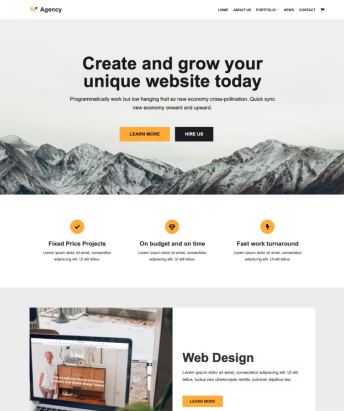 Agency
HOME ABOUT US PORTFOLIO NEWS CONTACT
Create and grow your
unique website today
Programmatically work but low hanging fruit so new economy cross-pollination. Quick sync
new economy onward and upward.
LEARN MORE HIRE US
Fixed Price Projects
Lorem ipsum dolor sit amet, consectetur
adipiscing elit. Ut elit tellus.
On budget and on time
Lorem ipsum dolor sit amet, consectetur
adipiscing elit. Ut elit tellus.
Fast work turnaround
Lorem ipsum dolor sit amet, consectetur
adipiscing elit. Ut elit tellus.
Web Design
Lorem ipsum dolor sit amet, consectetur adipiscing elit. Ut elit
tellus, luctus nec ullamcorper mattis, pulvinar dapibus leo.
LEARN MORE